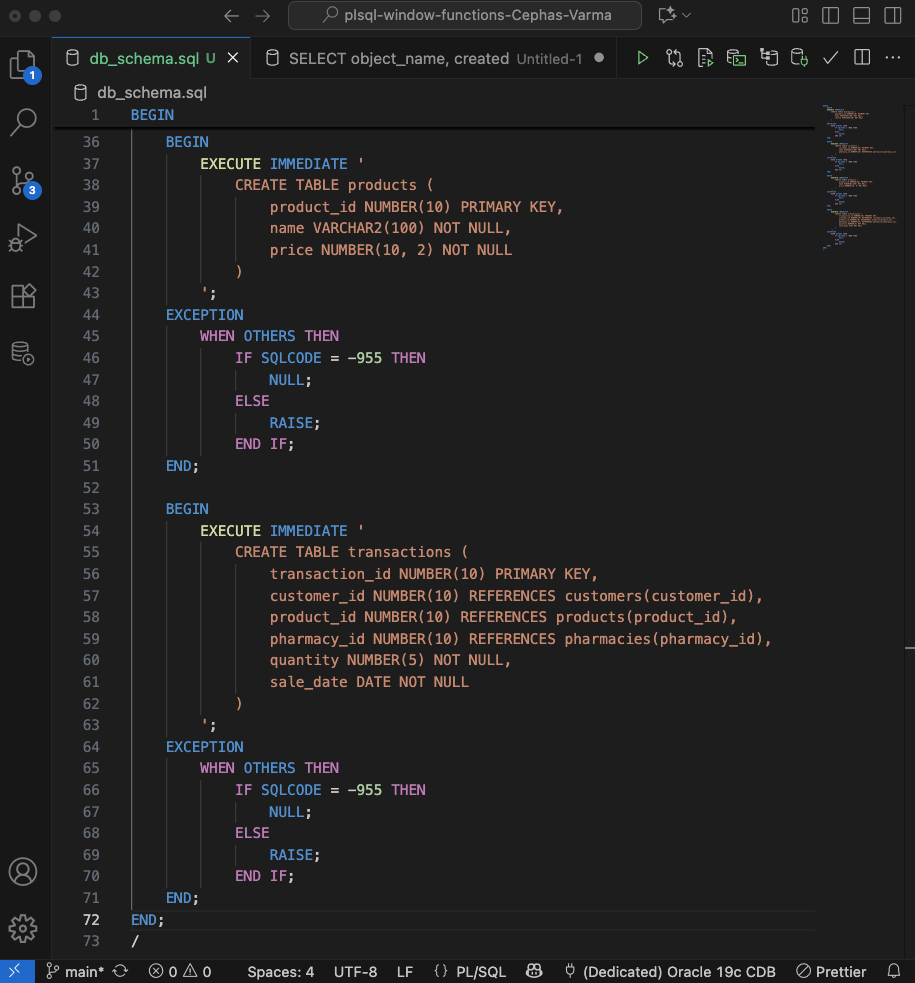 plsql-window-functions-Cephas-Varma
db_schema.sql U
SELECT object_name, created Untitled-1
1
3
db_schema.sql
1 BEGIN
36     BEGIN
37         EXECUTE IMMEDIATE '
38             CREATE TABLE products (
39                 product_id NUMBER(10) PRIMARY KEY,
40                 name VARCHAR2(100) NOT NULL,
41                 price NUMBER(10, 2) NOT NULL
42             )
43         ';
44     EXCEPTION
45         WHEN OTHERS THEN
46             IF SQLCODE = -955 THEN
47                 NULL;
48             ELSE
49                 RAISE;
50             END IF;
51     END;
52
53     BEGIN
54         EXECUTE IMMEDIATE '
55             CREATE TABLE transactions (
56                 transaction_id NUMBER(10) PRIMARY KEY,
57                 customer_id NUMBER(10) REFERENCES customers(customer_id),
58                 product_id NUMBER(10) REFERENCES products(product_id),
59                 pharmacy_id NUMBER(10) REFERENCES pharmacies(pharmacy_id),
60                 quantity NUMBER(5) NOT NULL,
61                 sale_date DATE NOT NULL
62             )
63         ';
64     EXCEPTION
65         WHEN OTHERS THEN
66             IF SQLCODE = -955 THEN
67                 NULL;
68             ELSE
69                 RAISE;
70             END IF;
71     END;
72 END;
73 /
main* 0 0 Spaces: 4 UTF-8 LF {} PL/SQL (Dedicated) Oracle 19c CDB Prettier